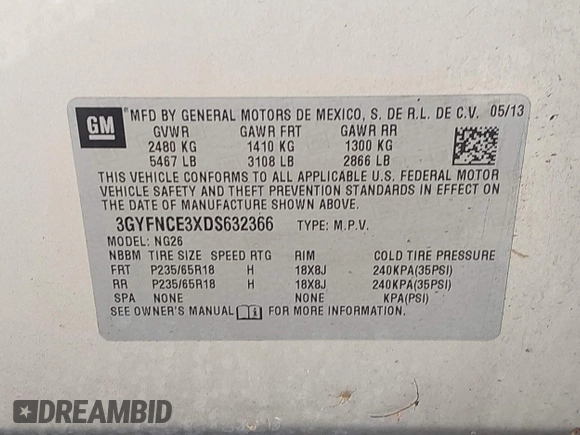 GM
MFD BY GENERAL MOTORS DE MEXICO, S. DE R.L. DE C.V. 05/13
GVWR GAWR FRT GAWR RR
2480 KG 1410 KG 1300 KG
5467 LB 3108 LB 2866 LB
THIS VEHICLE CONFORMS TO ALL APPLICABLE U.S. FEDERAL MOTOR
VEHICLE SAFETY AND THEFT PREVENTION STANDARDS IN EFFECT ON
THE DATE OF MANUFACTURE SHOWN ABOVE.
3GYFNCE3XDS632366 TYPE: M.P.V.
MODEL: NG26
NBBM TIRE SIZE SPEED RTG RIM COLD TIRE PRESSURE
FRT P235/65R18 H 18X8J 240KPA(35PSI)
RR P235/65R18 H 18X8J 240KPA(35PSI)
SPA NONE NONE KPA(PSI)
SEE OWNER'S MANUAL FOR MORE INFORMATION.
DREAMBID